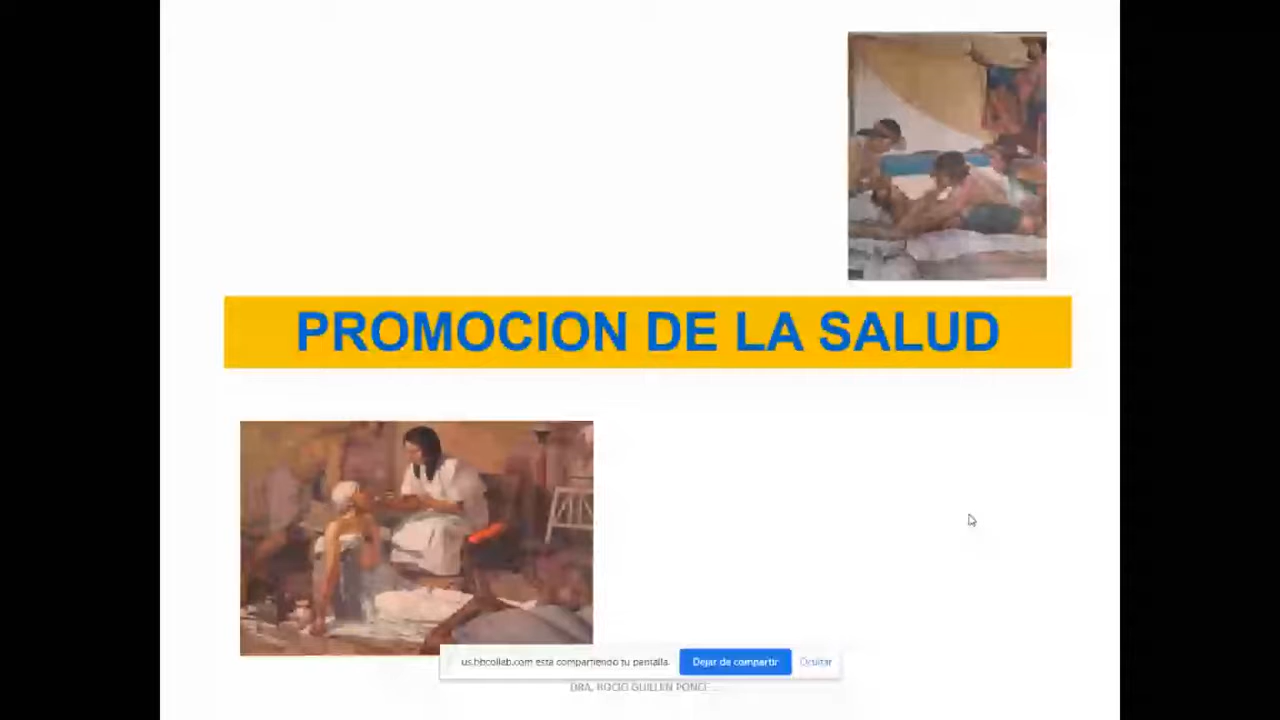 PROMOCION DE LA SALUD
us.bbcollab.com está compartiendo tu pantalla.
Dejar de compartir
Ocultar
DRA. ROCIO GUILLEN PONCE